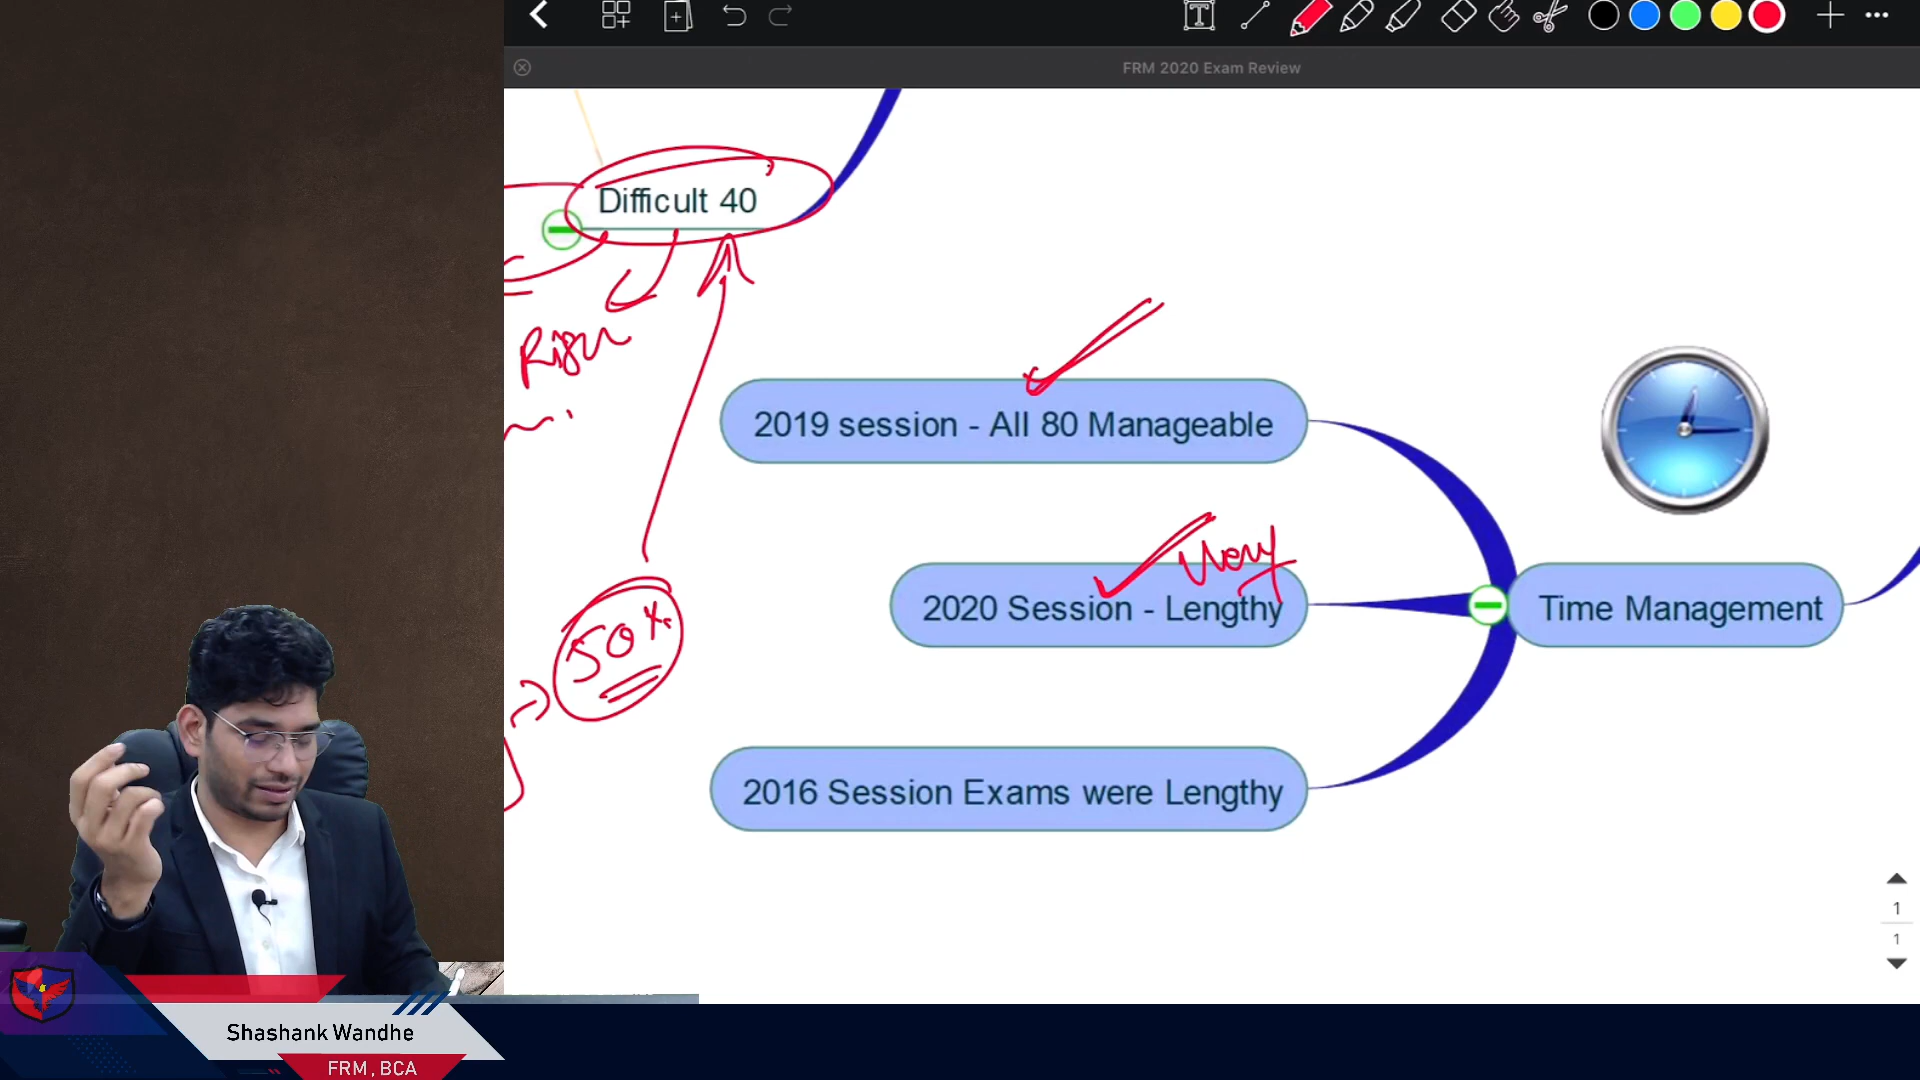 FRM 2020 Exam Review
Difficult 40
Risk
2019 session - All 80 Manageable
Very
2020 Session - Lengthy
Time Management
50%
2016 Session Exams were Lengthy
1
1
Shashank Wandhe
FRM, BCA